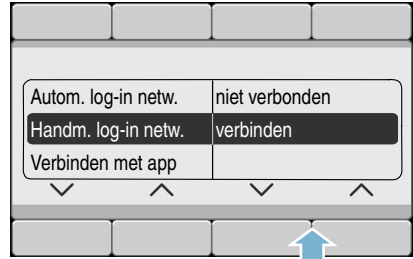 Autom. log-in netw. niet verbonden
Handm. log-in netw. verbinden
Verbinden met app